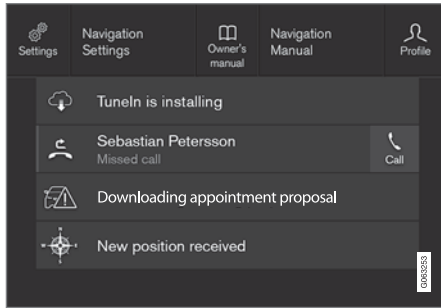 Settings
Navigation
Settings
Owner's
manual
Navigation
Manual
Profile
TuneIn is installing
Sebastian Petersson
Missed call
Call
Downloading appointment proposal
New position received
G063253